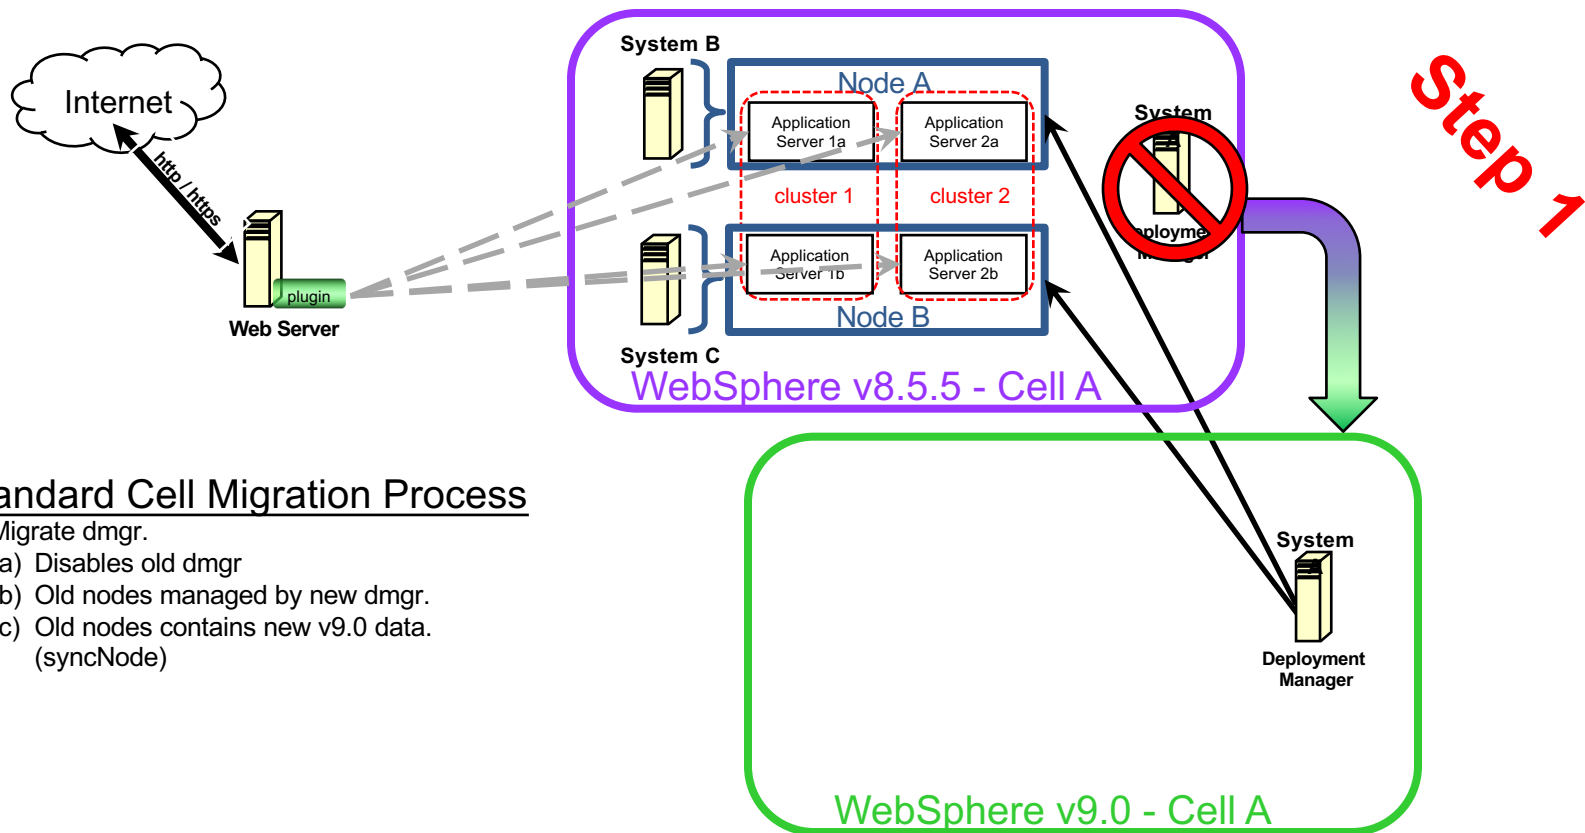 Step 1
Internet
http / https
plugin
Web Server
System B
Node A
Application
Server 1a
Application
Server 2a
cluster 1
cluster 2
Application
Server 1b
Application
Server 2b
Node B
System C
System
A
eployme
WebSphere v8.5.5 - Cell A
andard Cell Migration Process
Migrate dmgr.
a) Disables old dmgr
b) Old nodes managed by new dmgr.
c) Old nodes contains new v9.0 data.
(syncNode)
System
A
Deployment
Manager
WebSphere v9.0 - Cell A